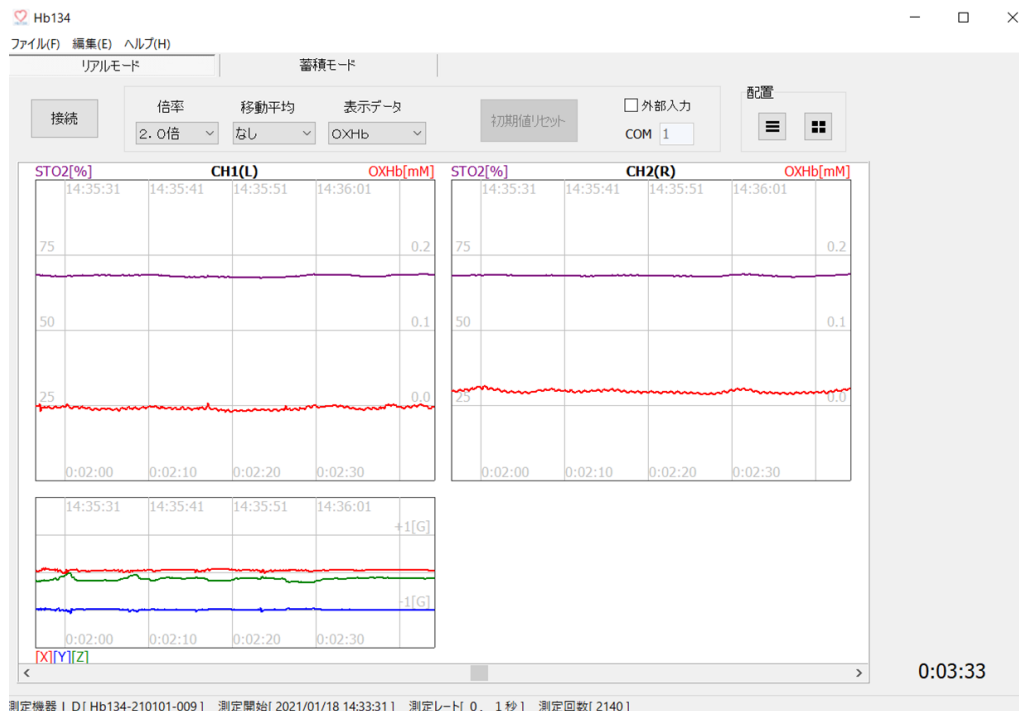 Hb134
ファイル(F) 編集(E) ヘルプ(H)
リアルモード 蓄積モード
接続
倍率 移動平均 表示データ
2.0倍 なし OXHb
初期値リセット
外部入力
COM 1
配置
STO2[%] CH1(L) OXHb[mM]
14:35:31 14:35:41 14:35:51 14:36:01
75 0.2
50 0.1
25 0.0
0:02:00 0:02:10 0:02:20 0:02:30
STO2[%] CH2(R) OXHb[mM]
14:35:31 14:35:41 14:35:51 14:36:01
75 0.2
50 0.1
25 0.0
0:02:00 0:02:10 0:02:20 0:02:30
14:35:31 14:35:41 14:35:51 14:36:01
+1[G]
-1[G]
0:02:00 0:02:10 0:02:20 0:02:30
[X][Y][Z]
0:03:33
測定機器ID[Hb134-210101-009] 測定開始[2021/01/18 14:33:31] 測定レート[0.1秒] 測定回数[2140]